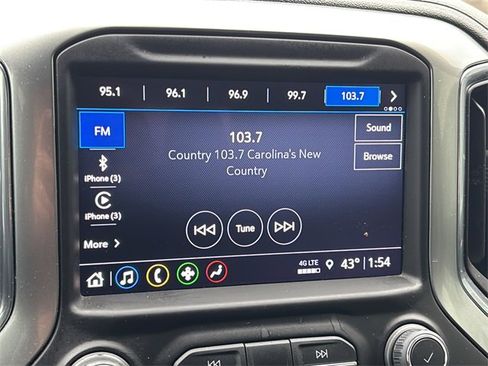 95.1 96.1 96.9 99.7 103.7
FM
103.7
Sound
Country 103.7 Carolina's New
Country
Browse
iPhone (3)
iPhone (3)
Tune
More
4G LTE
43° 1:54